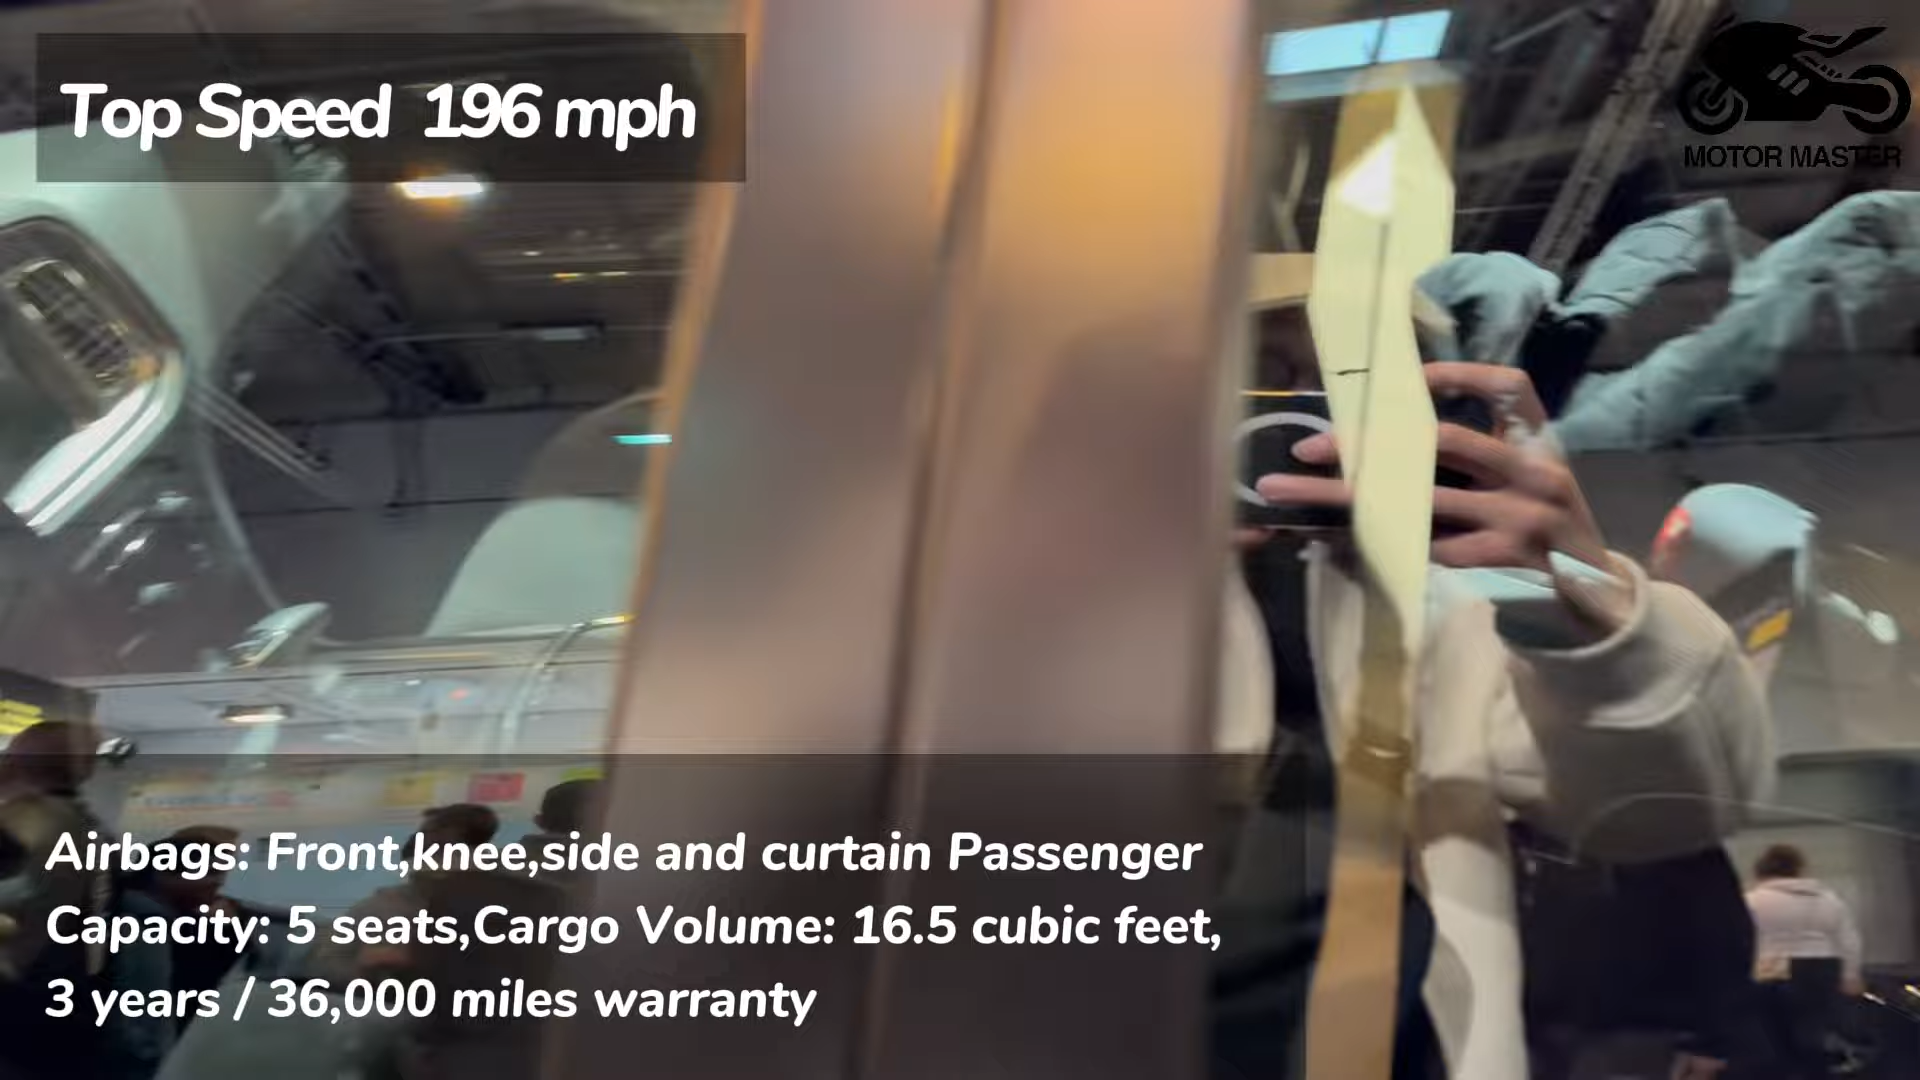 Top Speed 196 mph
MOTOR MASTER
Airbags: Front,knee,side and curtain Passenger
Capacity: 5 seats,Cargo Volume: 16.5 cubic feet,
3 years / 36,000 miles warranty